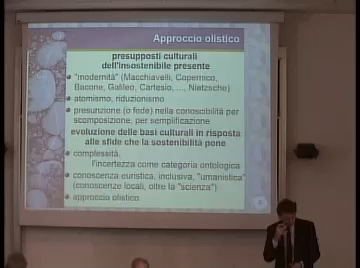 Approccio olistico
presupposti culturali
dell'insostenibile presente
"modernità" (Macchiavelli, Copernico,
Bacone, Galileo, Cartesio, ..., Nietzsche)
atomismo, riduzionismo
presunzione (o fede) nella conoscibilità per
scomposizione, per semplificazione
evoluzione delle basi culturali in risposta
alle sfide che la sostenibilità pone
complessità,
l'incertezza come categoria ontologica
conoscenza euristica, inclusiva, "umanistica"
(conoscenze locali, oltre la "scienza")
approccio olistico